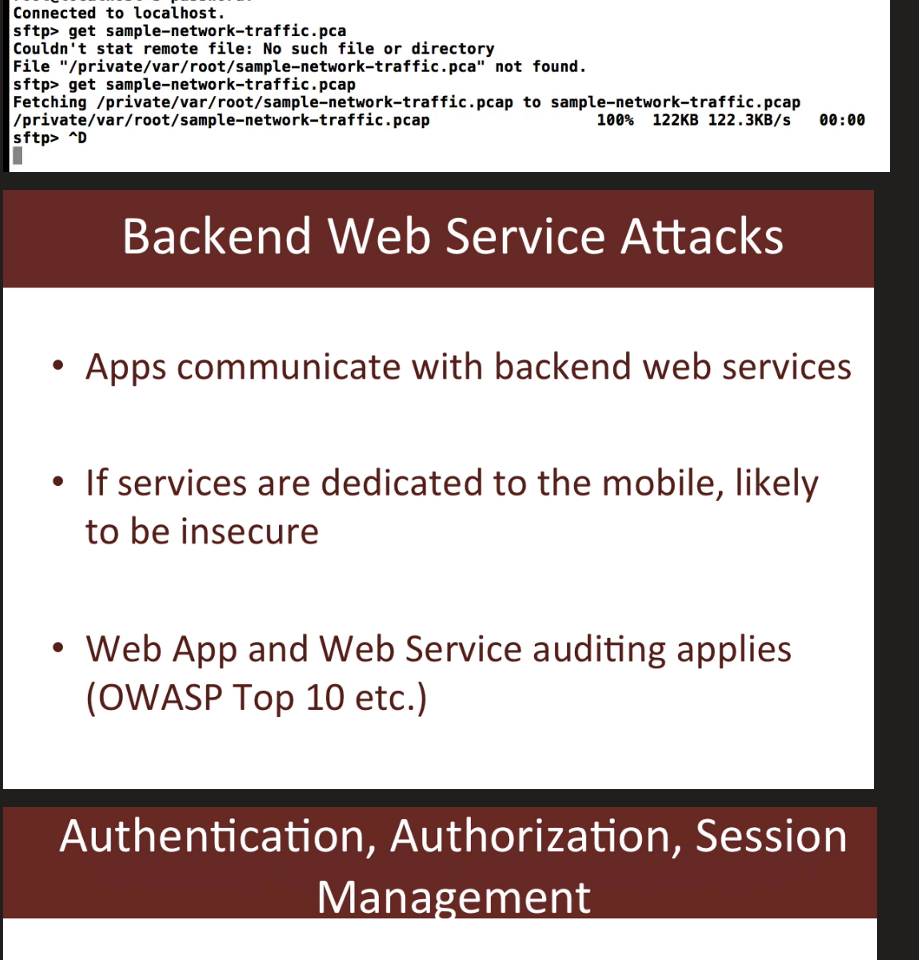 Connected to localhost.
sftp> get sample-network-traffic.pca
Couldn't stat remote file: No such file or directory
File "/private/var/root/sample-network-traffic.pca" not found.
sftp> get sample-network-traffic.pcap
Fetching /private/var/root/sample-network-traffic.pcap to sample-network-traffic.pcap
/private/var/root/sample-network-traffic.pcap 100% 122KB 122.3KB/s 00:00
sftp> ^D
Backend Web Service Attacks
• Apps communicate with backend web services
• If services are dedicated to the mobile, likely
to be insecure
• Web App and Web Service auditing applies
(OWASP Top 10 etc.)
Authentication, Authorization, Session
Management